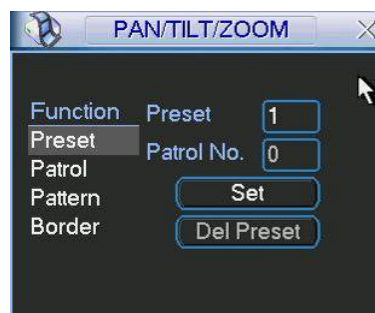 PAN/TILT/ZOOM
Function Preset 1
Preset
Patrol No. 0
Patrol
Pattern Set
Border Del Preset